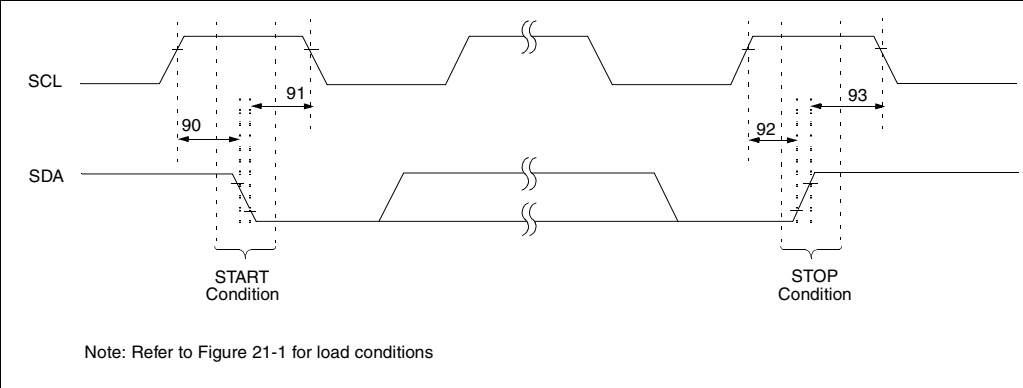 SCL
91
93
90
92
SDA
START
Condition
STOP
Condition
Note: Refer to Figure 21-1 for load conditions